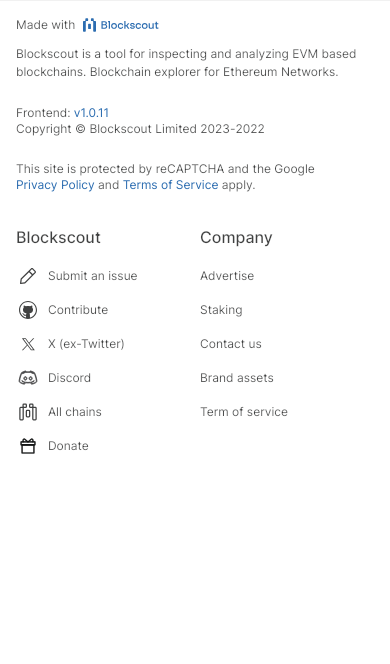 Made with Blockscout
Blockscout is a tool for inspecting and analyzing EVM based
blockchains. Blockchain explorer for Ethereum Networks.
Frontend: v1.0.11
Copyright © Blockscout Limited 2023-2022
This site is protected by reCAPTCHA and the Google
Privacy Policy and Terms of Service apply.
Blockscout
Submit an issue
Contribute
X (ex-Twitter)
Discord
All chains
Donate
Company
Advertise
Staking
Contact us
Brand assets
Term of service